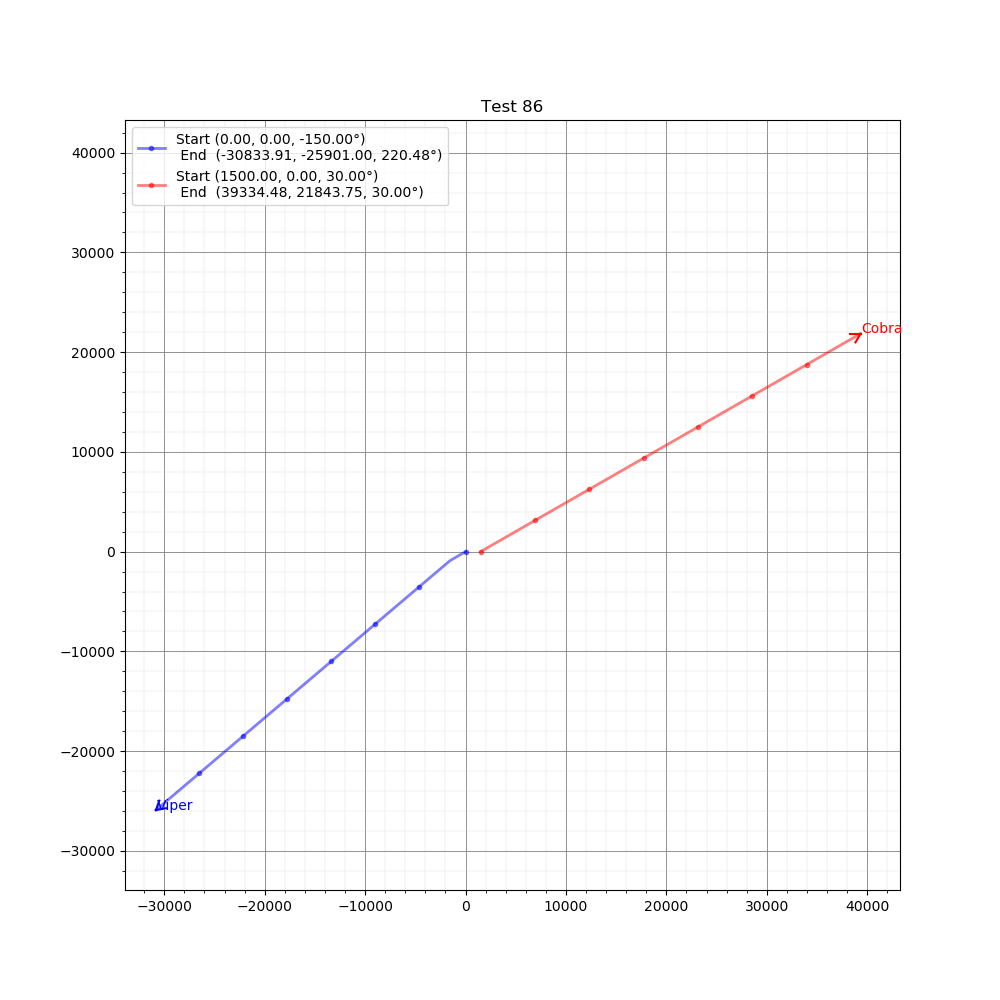 Test 86
Start (0.00, 0.00, -150.00°)
End (-30833.91, -25901.00, 220.48°)
Start (1500.00, 0.00, 30.00°)
End (39334.48, 21843.75, 30.00°)
40000
30000
20000
10000
0
−10000
−20000
−30000
Cobra
Viper
−30000 −20000 −10000 0 10000 20000 30000 40000